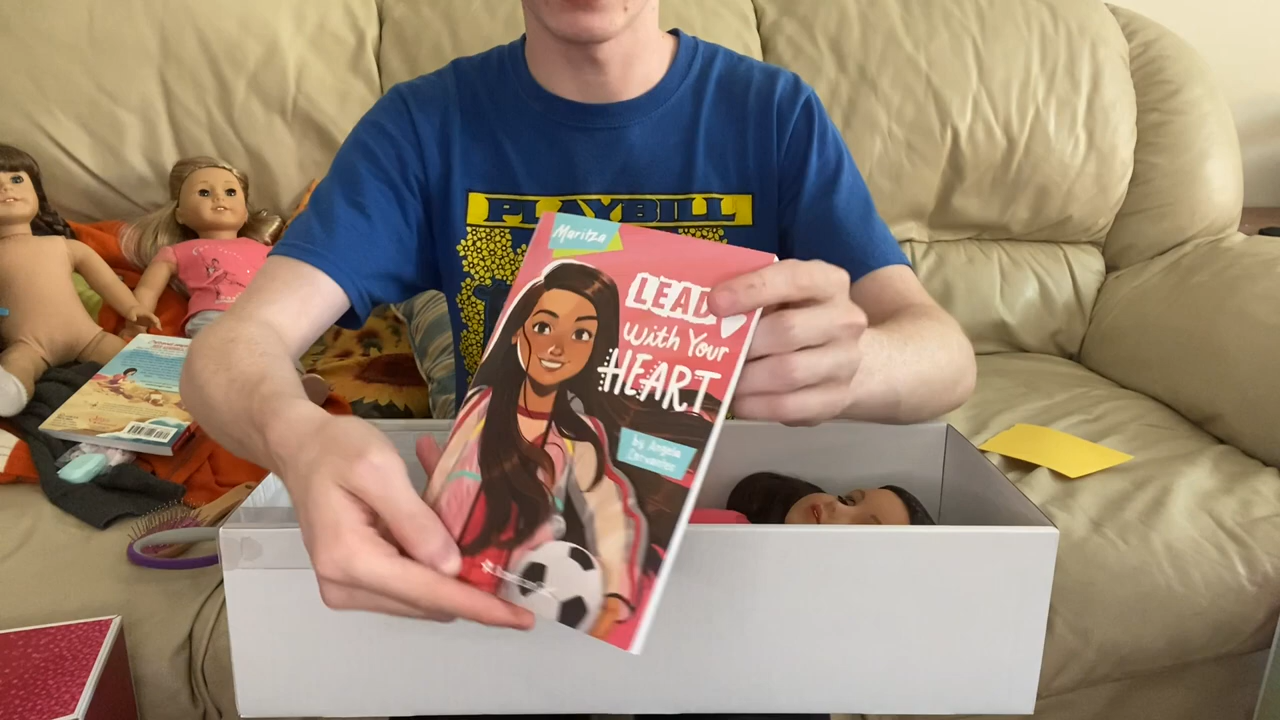 PLAYBILL
Maritza
LEAD
with Your
HEART
by Angela
Cervantes